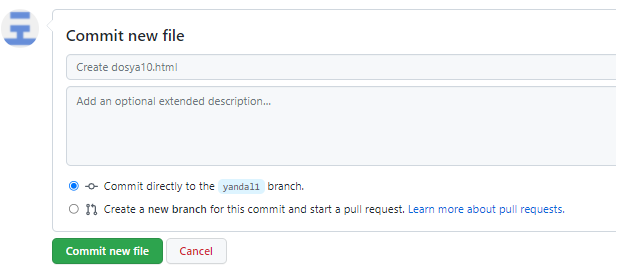 Commit new file
Create dosya10.html
Add an optional extended description...
Commit directly to the yandal1 branch.
Create a new branch for this commit and start a pull request. Learn more about pull requests.
Commit new file
Cancel